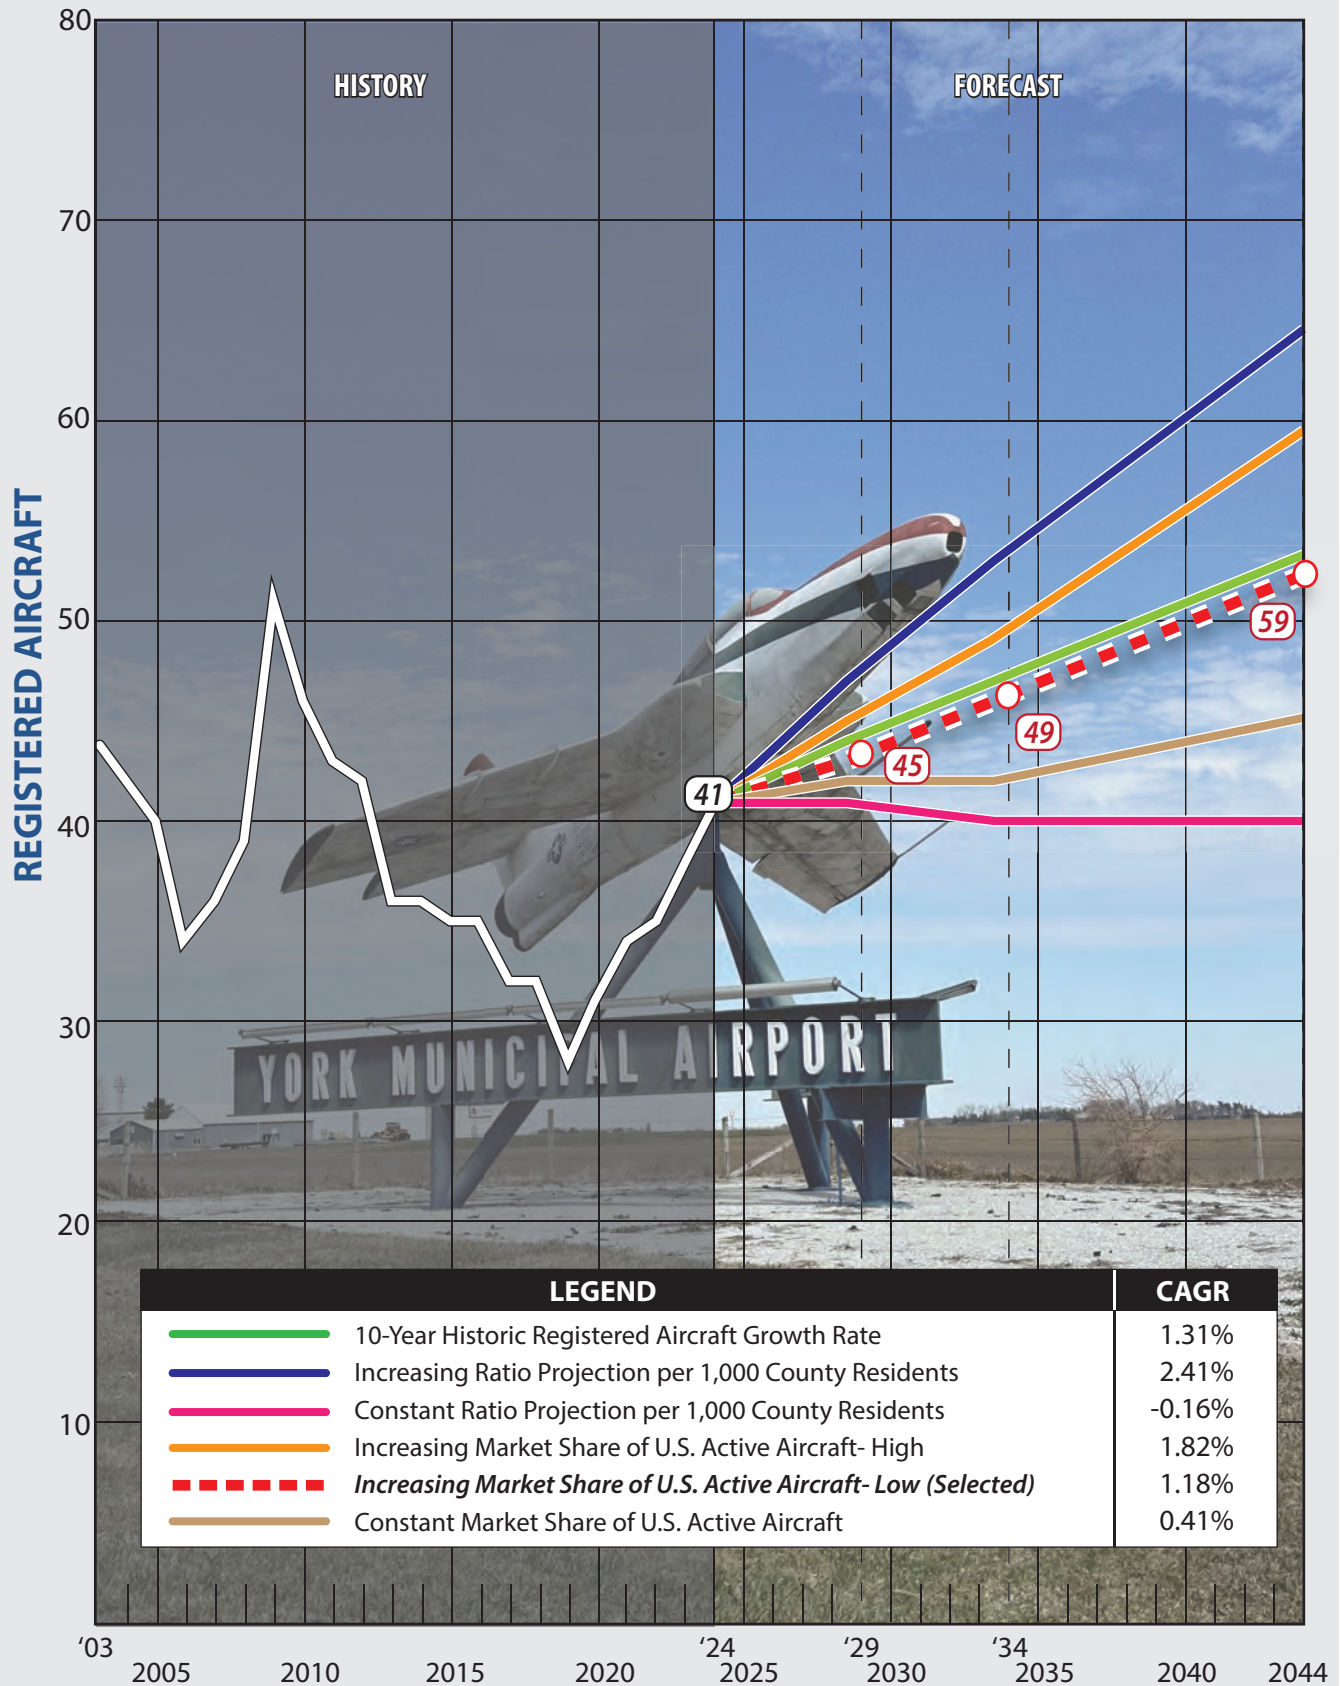 80
HISTORY
FORECAST
70
60
REGISTERED AIRCRAFT
50
59
49
45
41
40
30
YORK MUNICIPAL AIRPORT
20
LEGEND CAGR
10-Year Historic Registered Aircraft Growth Rate 1.31%
Increasing Ratio Projection per 1,000 County Residents 2.41%
Constant Ratio Projection per 1,000 County Residents -0.16%
10
Increasing Market Share of U.S. Active Aircraft- High 1.82%
Increasing Market Share of U.S. Active Aircraft- Low (Selected) 1.18%
Constant Market Share of U.S. Active Aircraft 0.41%
‘03 ‘24 ‘29 ‘34
2005 2010 2015 2020 2025 2030 2035 2040 2044